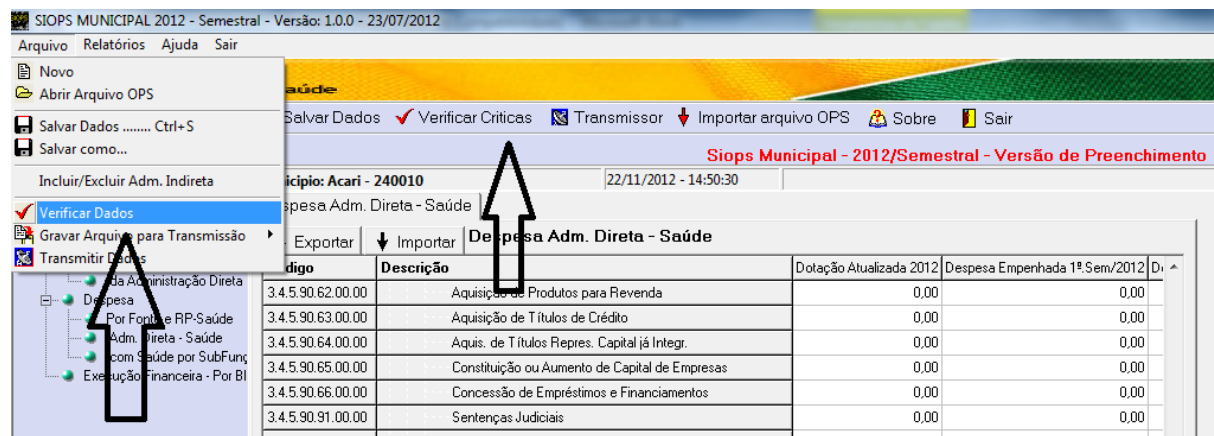 SIOPS MUNICIPAL 2012 - Semestral - Versão: 1.0.0 - 23/07/2012
Arquivo Relatórios Ajuda Sair
Novo
Abrir Arquivo OPS
Salvar Dados ........ Ctrl+S
Salvar como...
Incluir/Excluir Adm. Indireta
Verificar Dados
Gravar Arquivo para Transmissão
Transmitir Dados
aúde
Salvar Dados Verificar Criticas Transmissor Importar arquivo OPS Sobre Sair
Siops Municipal - 2012/Semestral - Versão de Preenchimento
icipio: Acari - 240010 22/11/2012 - 14:50:30
spesa Adm. Direta - Saúde
Exportar Importar Despesa Adm. Direta - Saúde
digo Descrição Dotação Atualizada 2012 Despesa Empenhada 1º.Sem/2012
3.4.5.90.62.00.00 Aquisição de Produtos para Revenda 0,00 0,00
3.4.5.90.63.00.00 Aquisição de Títulos de Crédito 0,00 0,00
3.4.5.90.64.00.00 Aquis. de Títulos Repres. Capital já Integr. 0,00 0,00
3.4.5.90.65.00.00 Constituição ou Aumento de Capital de Empresas 0,00 0,00
3.4.5.90.66.00.00 Concessão de Empréstimos e Financiamentos 0,00 0,00
3.4.5.90.91.00.00 Sentenças Judiciais 0,00 0,00
da Administração Direta
Despesa
Por Fonte e RP-Saúde
Adm. Direta - Saúde
com Saúde por SubFunç
Execução Financeira - Por Bl